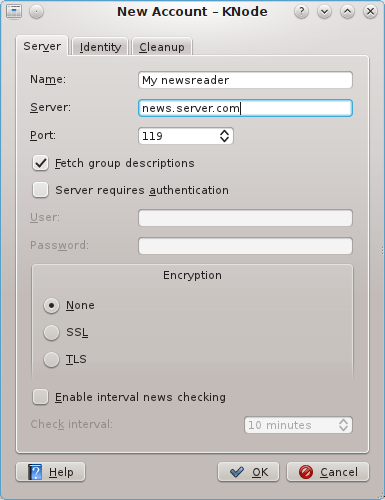 New Account – KNode
Server Identity Cleanup
Name: My newsreader
Server: news.server.com
Port: 119
Fetch group descriptions
Server requires authentication
User:
Password:
Encryption
None
SSL
TLS
Enable interval news checking
Check interval: 10 minutes
Help OK Cancel